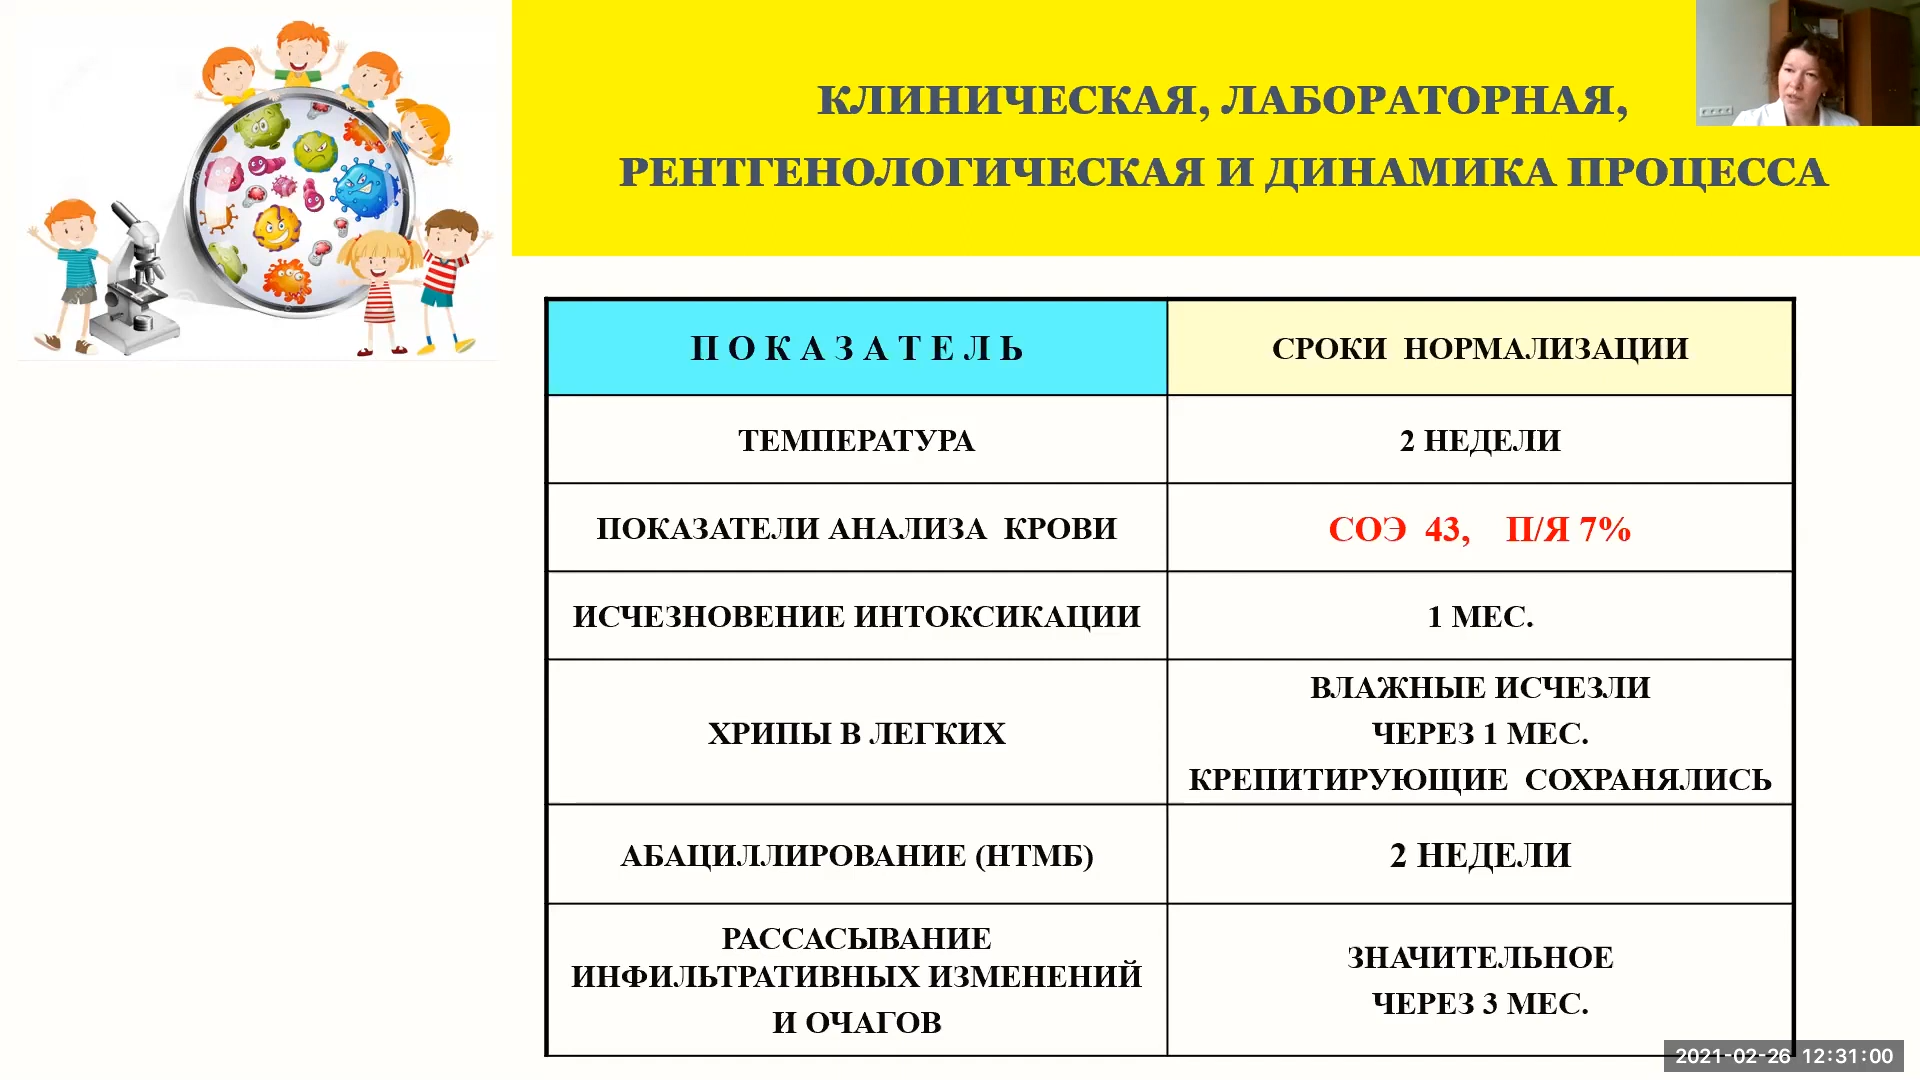 КЛИНИЧЕСКАЯ, ЛАБОРАТОРНАЯ,
РЕНТГЕНОЛОГИЧЕСКАЯ И ДИНАМИКА ПРОЦЕССА
П О К А З А Т Е Л Ь
СРОКИ НОРМАЛИЗАЦИИ
ТЕМПЕРАТУРА
2 НЕДЕЛИ
ПОКАЗАТЕЛИ АНАЛИЗА КРОВИ
СОЭ 43, П/Я 7%
ИСЧЕЗНОВЕНИЕ ИНТОКСИКАЦИИ
1 МЕС.
ХРИПЫ В ЛЕГКИХ
ВЛАЖНЫЕ ИСЧЕЗЛИ
ЧЕРЕЗ 1 МЕС.
КРЕПИТИРУЮЩИЕ СОХРАНЯЛИСЬ
АБАЦИЛЛИРОВАНИЕ (НТМБ)
2 НЕДЕЛИ
РАССАСЫВАНИЕ
ИНФИЛЬТРАТИВНЫХ ИЗМЕНЕНИЙ
И ОЧАГОВ
ЗНАЧИТЕЛЬНОЕ
ЧЕРЕЗ 3 МЕС.
2021-02-26 12:31:00